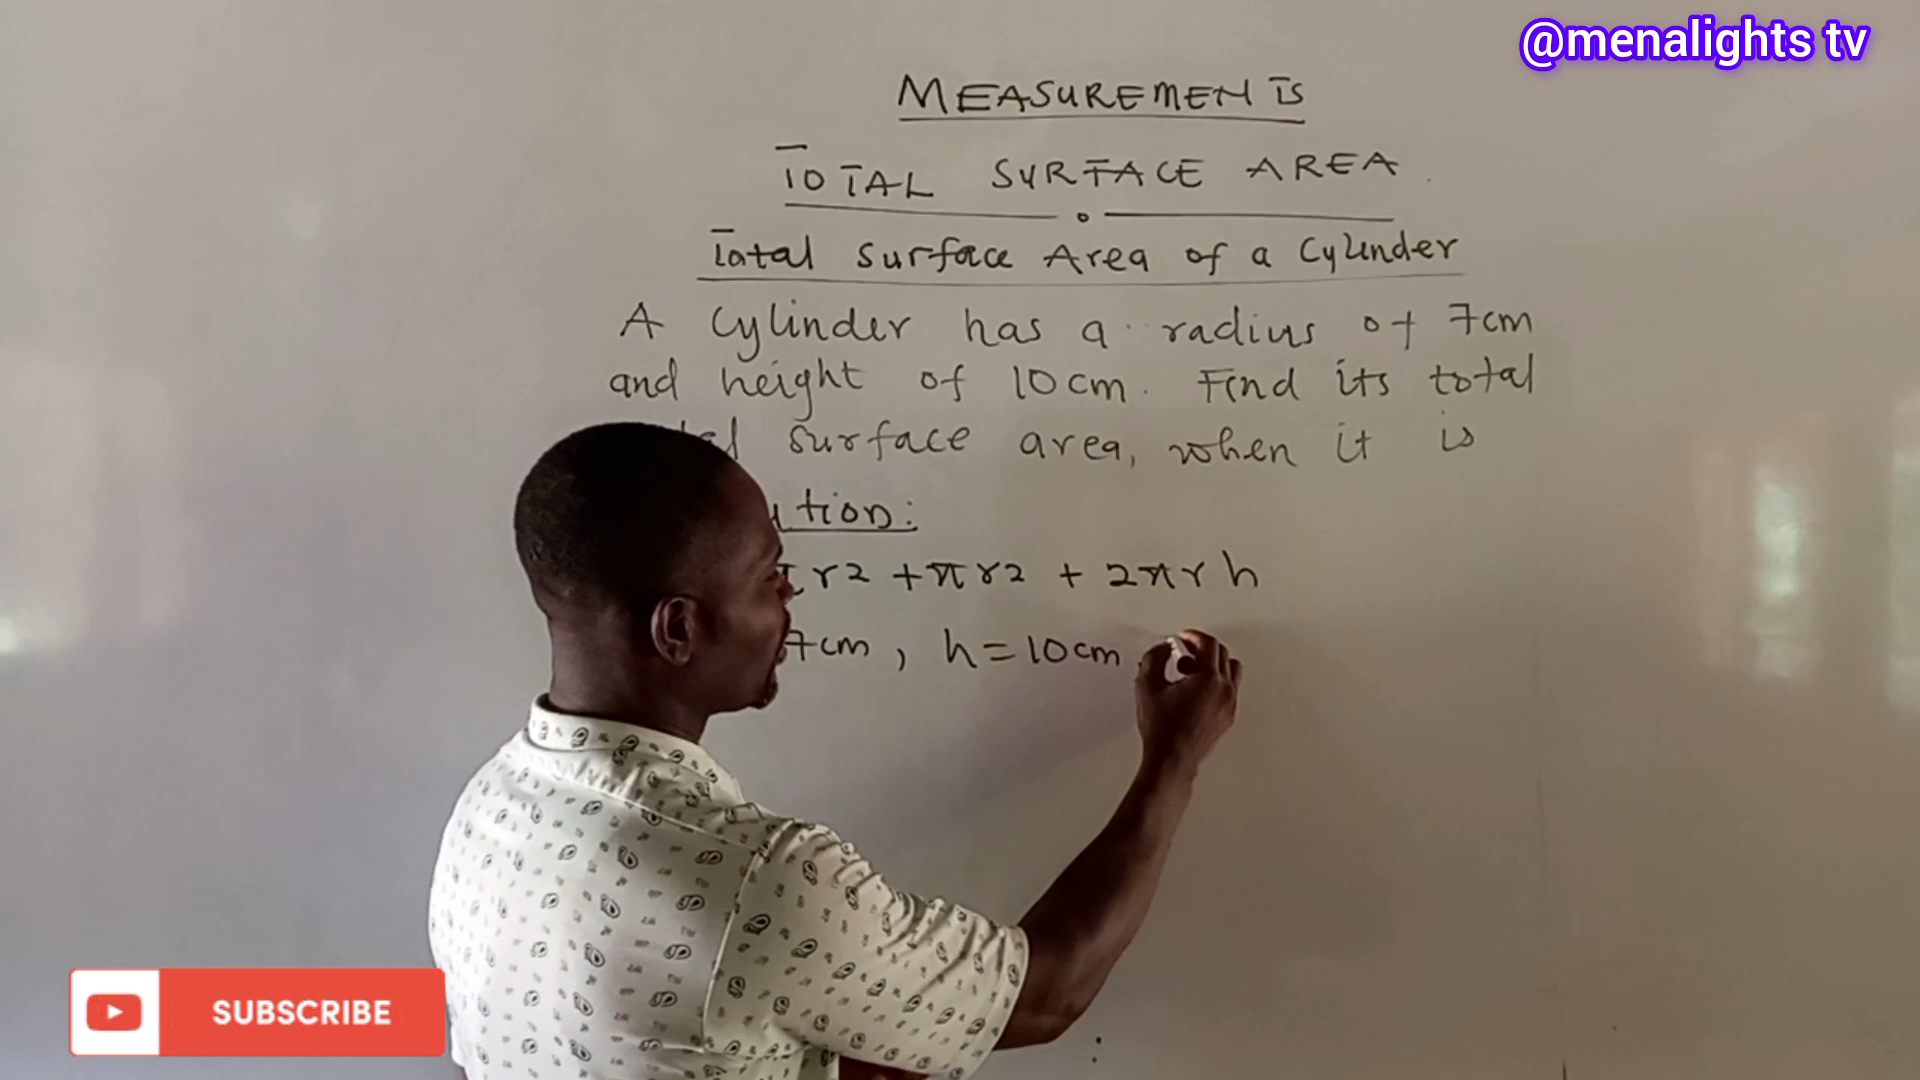 @menalights tv
MEASUREMENTS
TOTAL SURFACE AREA
Total Surface Area of a Cylinder
A Cylinder has a radius of 7cm
and height of 10cm. Find its total
surface area, when it is
r2 + πr2 + 2πrh
7cm, h=10cm
SUBSCRIBE